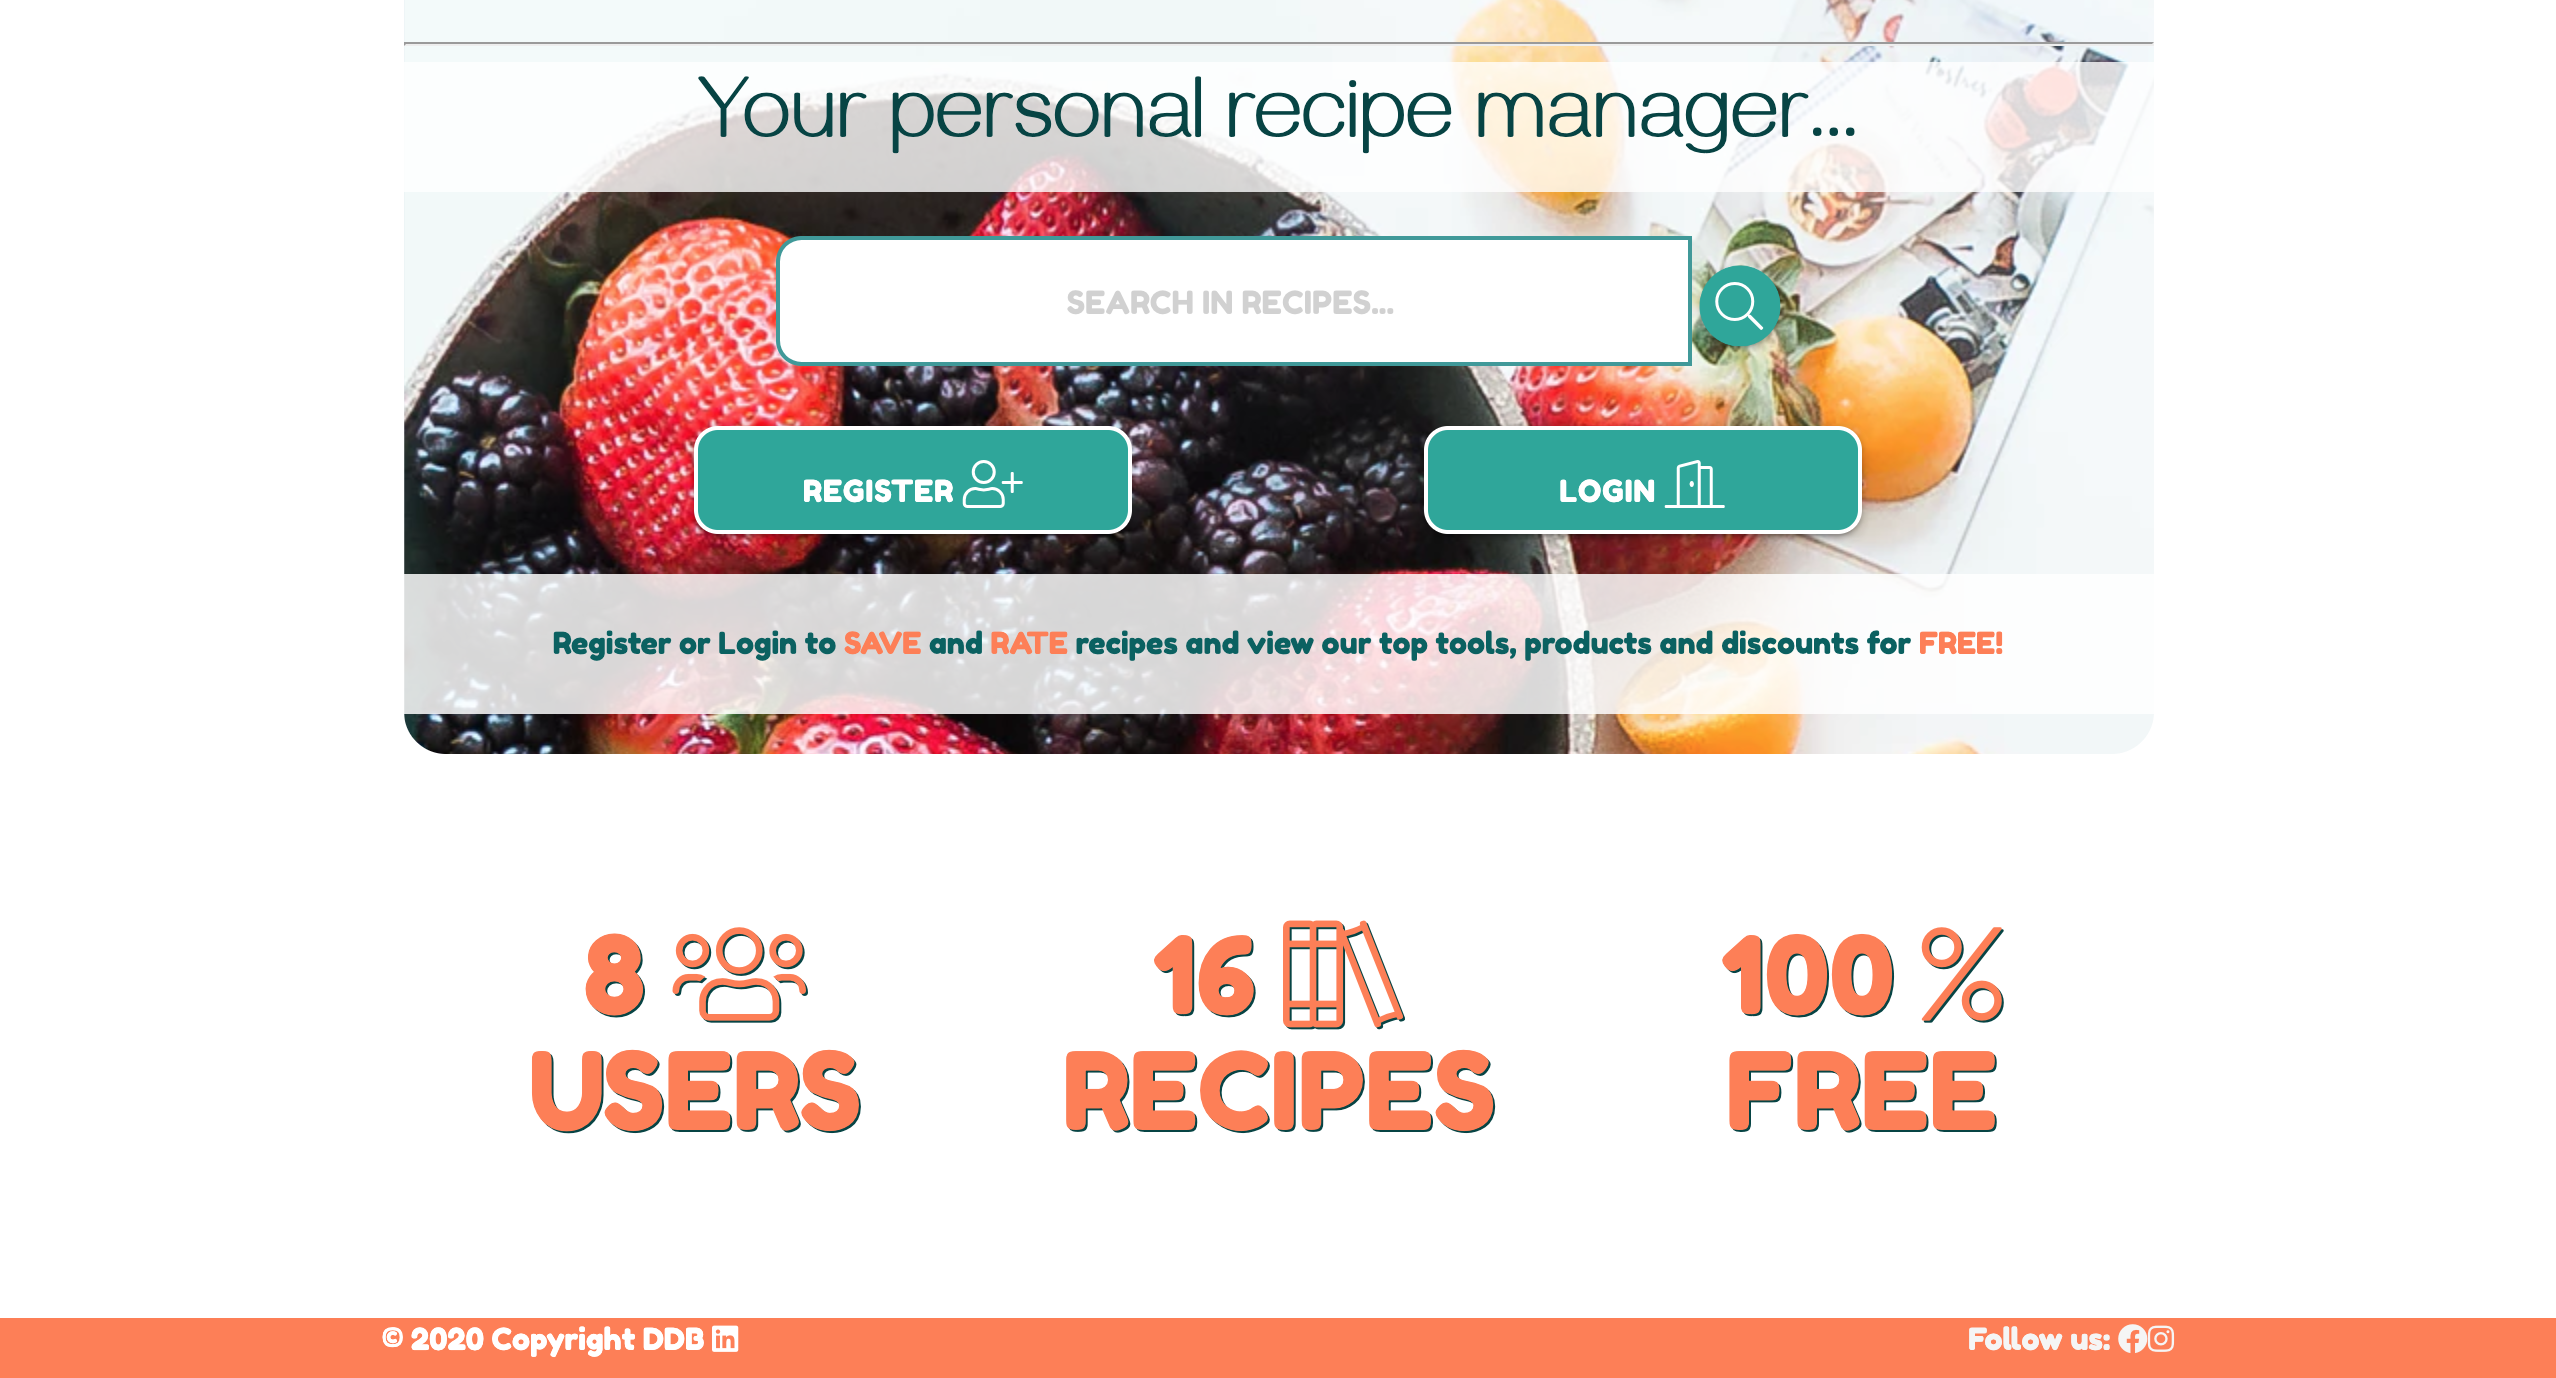 Postres
Your personal recipe manager...
SEARCH IN RECIPES...
REGISTER
LOGIN
Register or Login to SAVE and RATE recipes and view our top tools, products and discounts for FREE!
8
USERS
16
RECIPES
100 %
FREE
© 2020 Copyright DDB in
Follow us: